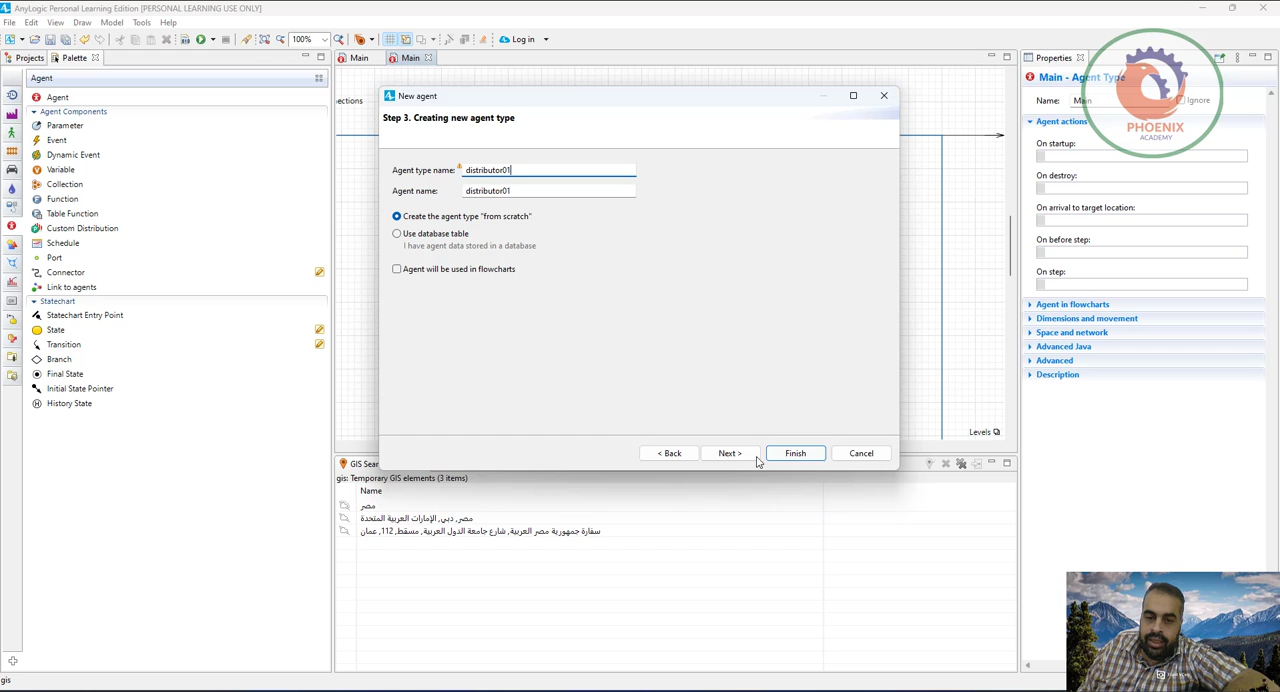 AnyLogic Personal Learning Edition [PERSONAL LEARNING USE ONLY]
File Edit View Draw Model Tools Help
100%
Log in
Projects
Palette
Main
Main
Properties
Agent
Agent
Agent Components
Parameter
Event
Dynamic Event
Variable
Collection
Function
Table Function
Custom Distribution
Schedule
Port
Connector
Link to agents
Statechart
Statechart Entry Point
State
Transition
Branch
Final State
Initial State Pointer
History State
New agent
Step 3. Creating new agent type
Agent type name: distributor01
Agent name: distributor01
Create the agent type "from scratch"
Use database table
I have agent data stored in a database
Agent will be used in flowcharts
< Back
Next >
Finish
Cancel
Levels
gis: Temporary GIS elements (3 items)
Name
مصر
مصر, دبي, الإمارات العربية المتحدة
سفارة جمهورية مصر العربية, شارع جامعة الدول العربية, مسقط, 112, عمان
Main - Agent Type
Name: Main
Ignore
PHOENIX
ACADEMY
Agent actions
On startup:
On destroy:
On arrival to target location:
On before step:
On step:
Agent in flowcharts
Dimensions and movement
Space and network
Advanced Java
Advanced
Description
gis